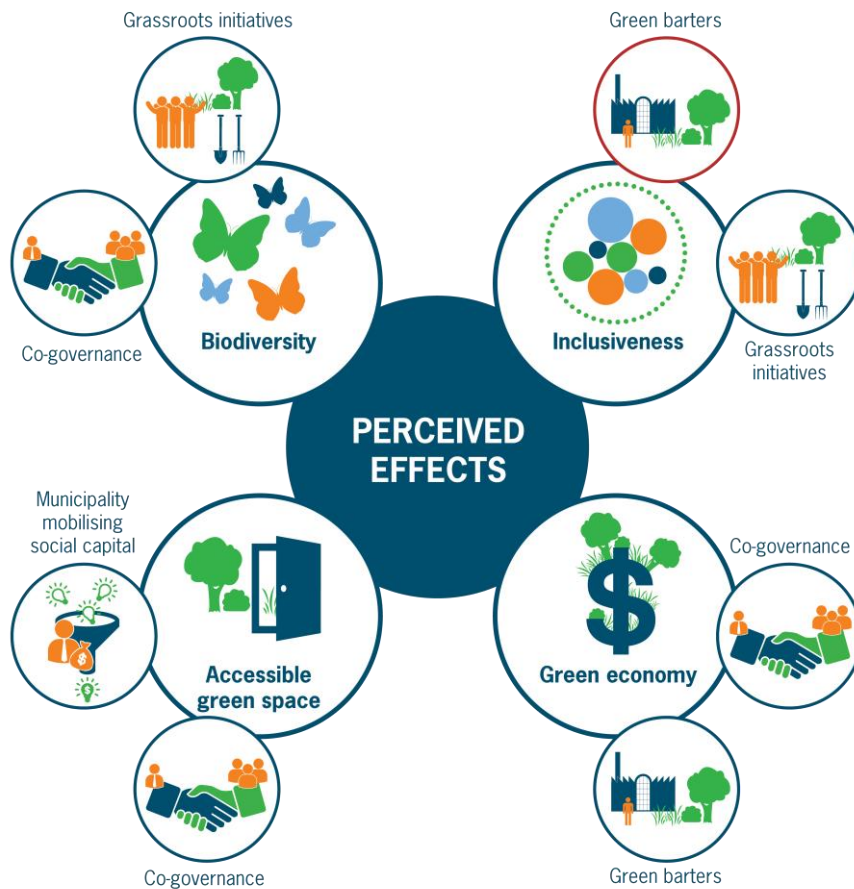 Grassroots initiatives
Green barters
Co-governance
Biodiversity
Inclusiveness
Grassroots
initiatives
PERCEIVED
EFFECTS
Municipality
mobilising
social capital
Co-governance
$
$
$
Accessible
green space
Green economy
Co-governance
Green barters